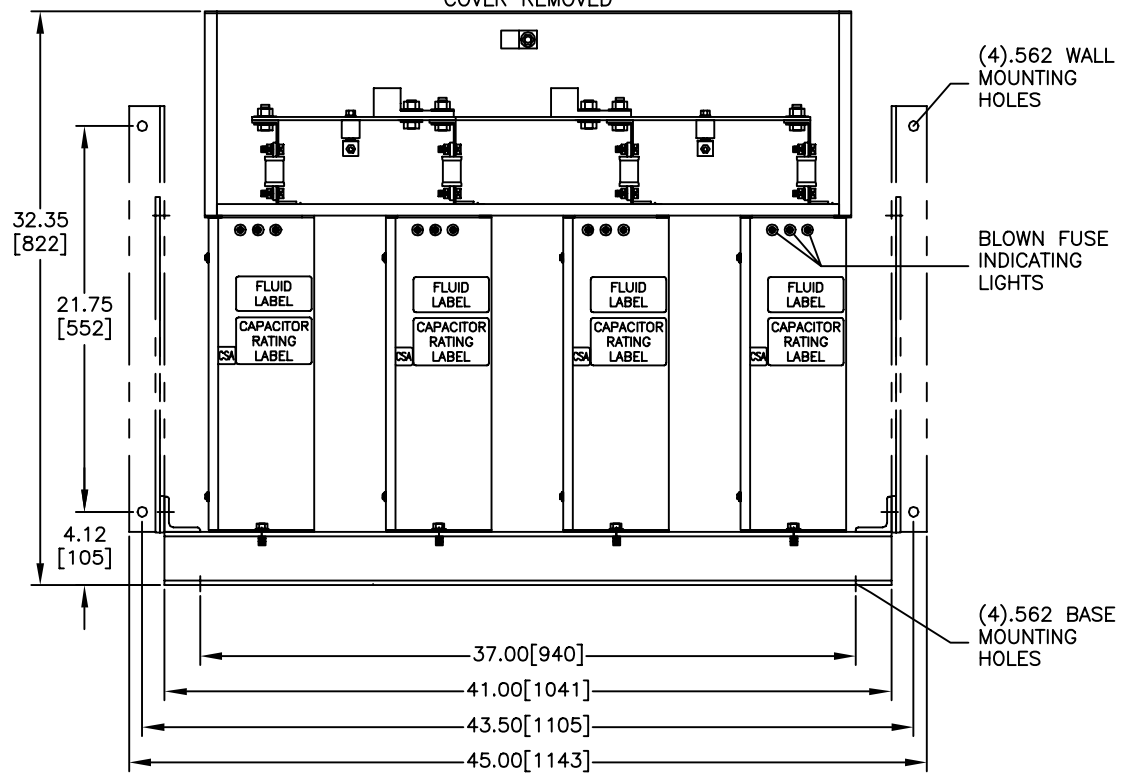 COVER REMOVED
(4).562 WALL
MOUNTING
HOLES
32.35
[822]
21.75
[552]
BLOWN FUSE
INDICATING
LIGHTS
FLUID
LABEL
FLUID
LABEL
FLUID
LABEL
FLUID
LABEL
CAPACITOR
RATING
LABEL
CSA
CAPACITOR
RATING
LABEL
CSA
CAPACITOR
RATING
LABEL
CSA
CAPACITOR
RATING
LABEL
CSA
4.12
[105]
(4).562 BASE
MOUNTING
HOLES
37.00[940]
41.00[1041]
43.50[1105]
45.00[1143]